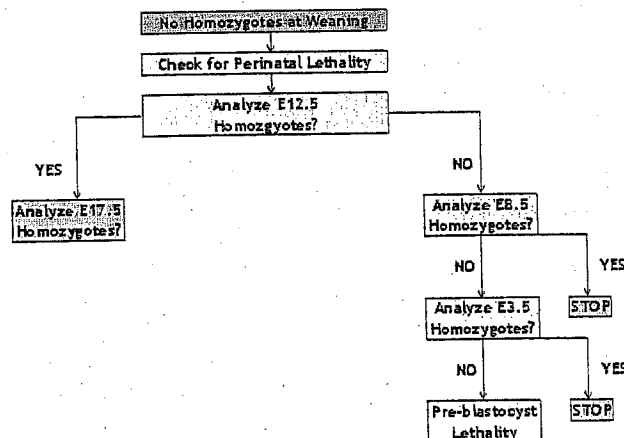 No Homozygotes at Weaning
Check for Perinatal Lethality
Analyze E12.5
Homozgyotes?
YES
NO
Analyze E17.5
Homozygotes?
Analyze E8.5
Homozygotes?
NO
YES
Analyze E3.5
Homozygotes?
STOP
NO
YES
Pre-blastocyst
Lethality
STOP